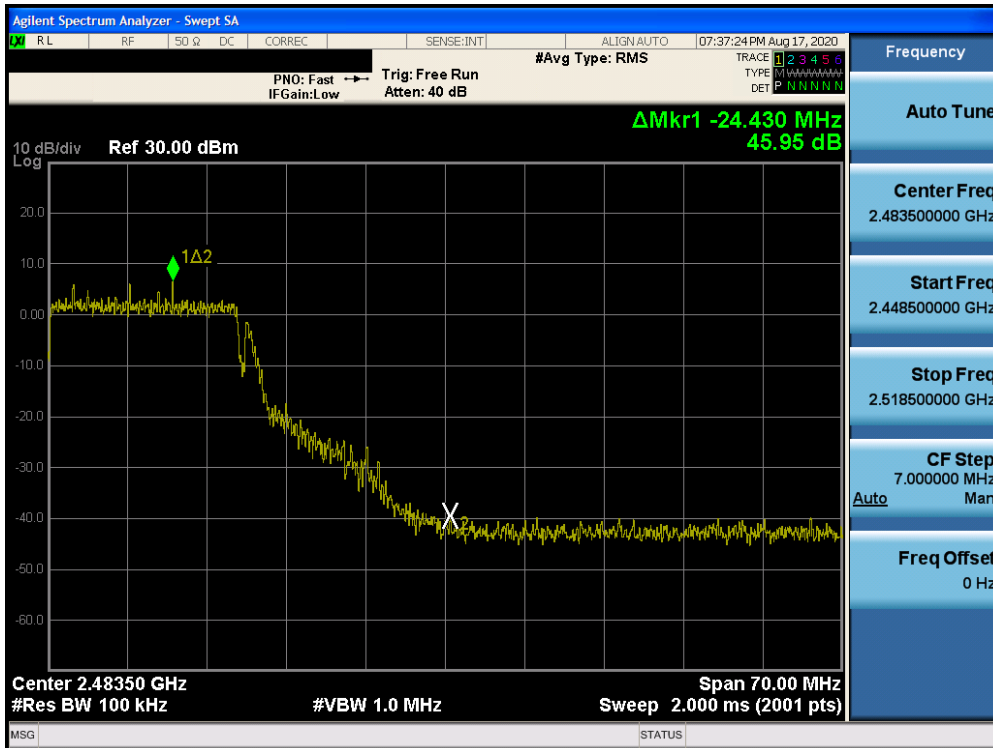 Agilent Spectrum Analyzer - Swept SA
LXI RL RF 50 Ω DC CORREC SENSE:INT ALIGN AUTO 07:37:24 PM Aug 17, 2020
#Avg Type: RMS TRACE 1 2 3 4 5 6
PNO: Fast Trig: Free Run TYPE M WWWWW
IFGain:Low Atten: 40 dB DET P N N N N N
ΔMkr1 -24.430 MHz
45.95 dB
10 dB/div Ref 30.00 dBm
Log
20.0
10.0
0.00
-10.0
-20.0
-30.0
-40.0
-50.0
-60.0
1Δ2
X2
Center 2.48350 GHz Span 70.00 MHz
#Res BW 100 kHz #VBW 1.0 MHz Sweep 2.000 ms (2001 pts)
MSG STATUS
Frequency
Auto Tune
Center Freq
2.483500000 GHz
Start Freq
2.448500000 GHz
Stop Freq
2.518500000 GHz
CF Step
7.000000 MHz
Auto Man
Freq Offset
0 Hz